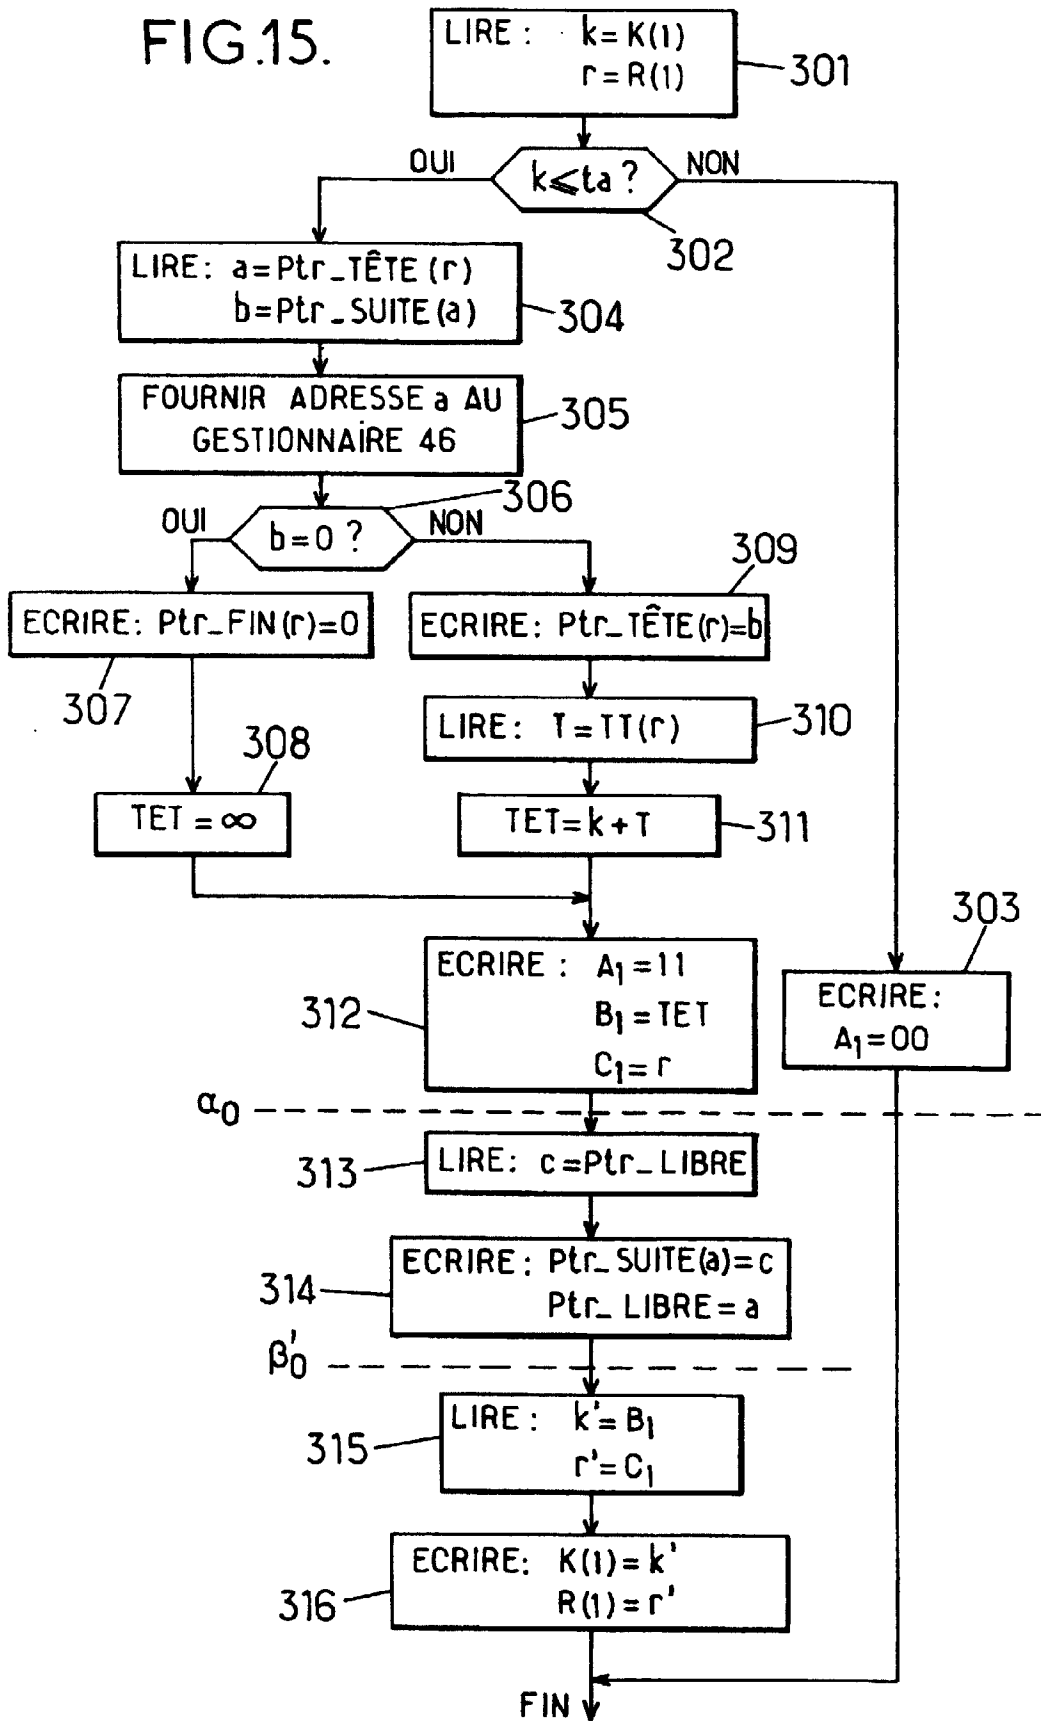 FIG.15.
LIRE : k=K(1)
r=R(1)
301
OUI
k⩽ta ?
NON
302
LIRE: a=Ptr_TÊTE(r)
b=Ptr_SUITE(a)
304
FOURNIR ADRESSE a AU
GESTIONNAIRE 46
305
306
OUI
b=0 ?
NON
309
ECRIRE: Ptr_FIN(r)=0
ECRIRE: Ptr_TÊTE(r)=b
307
LIRE: T=TT(r)
310
308
TET=∞
TET=k+T
311
303
ECRIRE : A₁=11
B₁=TET
C₁=r
312
ECRIRE:
A₁=00
α₀
313
LIRE: c=Ptr_LIBRE
ECRIRE: Ptr_SUITE(a)=c
Ptr_LIBRE=a
314
β'₀
LIRE : k'=B₁
r'=C₁
315
ECRIRE: K(1)=k'
R(1)=r'
316
FIN